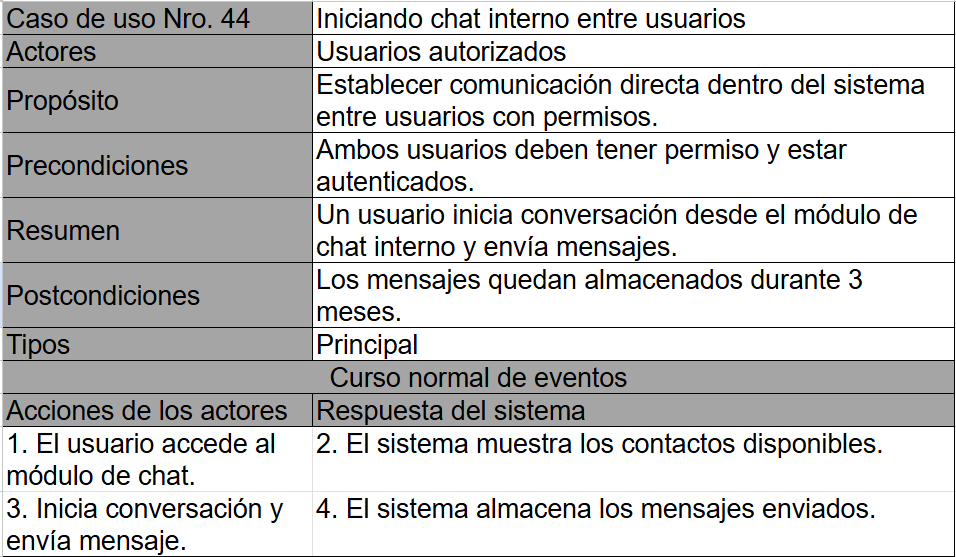 Caso de uso Nro. 44
Iniciando chat interno entre usuarios
Actores
Usuarios autorizados
Propósito
Establecer comunicación directa dentro del sistema
entre usuarios con permisos.
Precondiciones
Ambos usuarios deben tener permiso y estar
autenticados.
Resumen
Un usuario inicia conversación desde el módulo de
chat interno y envía mensajes.
Postcondiciones
Los mensajes quedan almacenados durante 3
meses.
Tipos
Principal
Curso normal de eventos
Acciones de los actores
Respuesta del sistema
1. El usuario accede al
módulo de chat.
2. El sistema muestra los contactos disponibles.
3. Inicia conversación y
envía mensaje.
4. El sistema almacena los mensajes enviados.